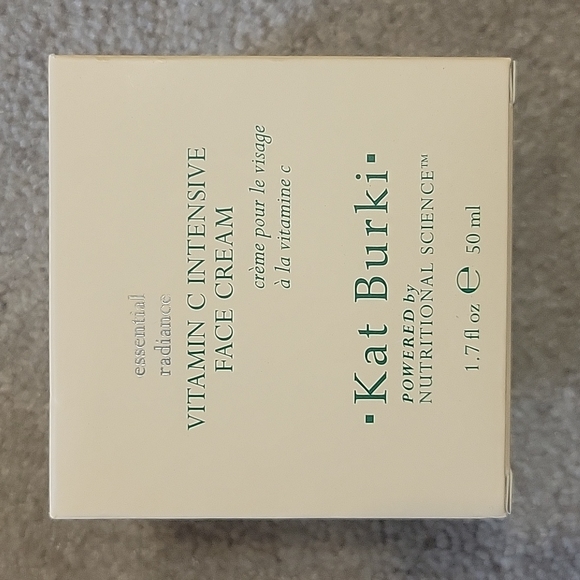 essential
radiance
VITAMIN C INTENSIVE
FACE CREAM
crème pour le visage
à la vitamine c
·Kat Burki·
POWERED by
NUTRITIONAL SCIENCE™
1.7 fl oz ℮ 50 ml